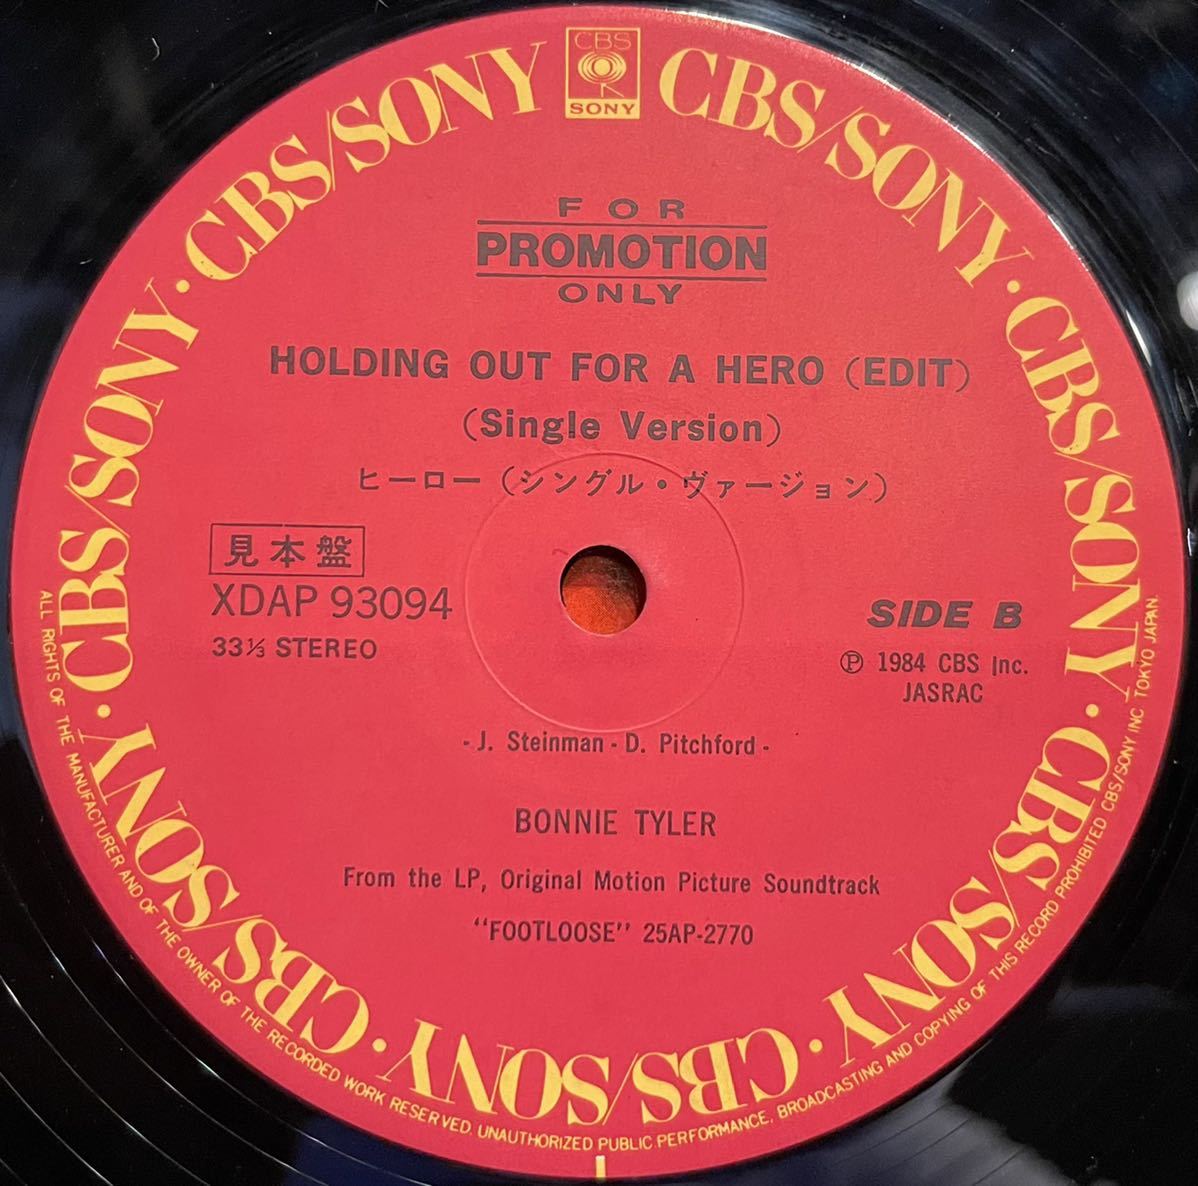 CBS
SONY
CBS/SONY · CBS/SONY · CBS/SONY · CBS/SONY · CBS/SONY · CBS/SONY · CBS/SONY · CBS/SONY · CBS/SONY
FOR
PROMOTION
ONLY
HOLDING OUT FOR A HERO (EDIT)
(Single Version)
ヒーロー(シングル・ヴァージョン)
見本盤
XDAP 93094
33⅓ STEREO
SIDE B
Ⓟ 1984 CBS Inc.
JASRAC
- J. Steinman - D. Pitchford -
BONNIE TYLER
From the LP, Original Motion Picture Soundtrack
“FOOTLOOSE” 25AP-2770
ALL RIGHTS OF THE MANUFACTURER AND OF THE OWNER OF THE RECORDED WORK RESERVED. UNAUTHORIZED PUBLIC PERFORMANCE, BROADCASTING AND COPYING OF THIS RECORD PROHIBITED CBS/SONY INC TOKYO JAPAN.